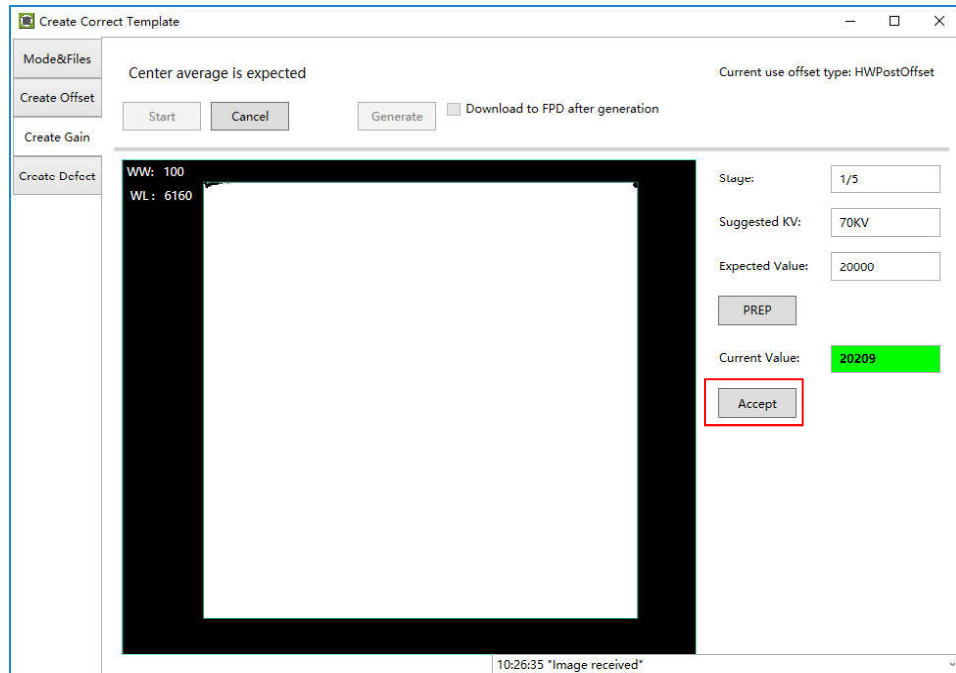 Create Correct Template
Mode&Files
Create Offset
Create Gain
Create Defect
Center average is expected
Current use offset type: HWPostOffset
Start
Cancel
Generate
Download to FPD after generation
WW: 100
WL: 6160
Stage:
1/5
Suggested KV:
70KV
Expected Value:
20000
PREP
Current Value:
20209
Accept
10:26:35 "Image received"